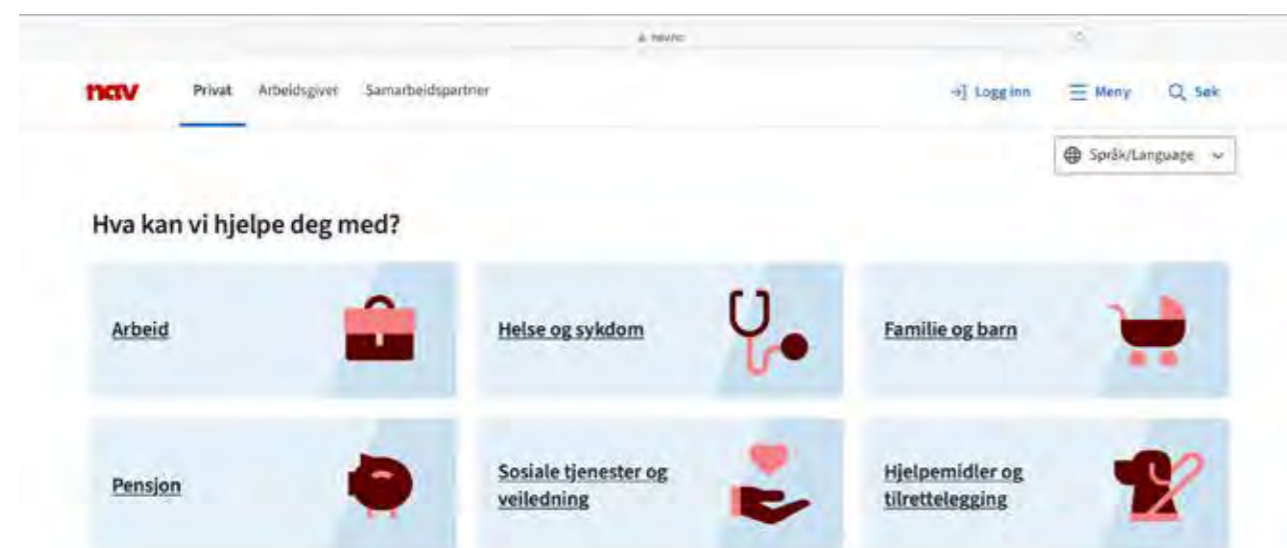 nav.no
nav Privat Arbeidsgiver Samarbeidspartner Logg inn Meny Søk
Språk/Language
Hva kan vi hjelpe deg med?
Arbeid
Helse og sykdom
Familie og barn
Pensjon
Sosiale tjenester og
veiledning
Hjelpemidler og
tilrettelegging